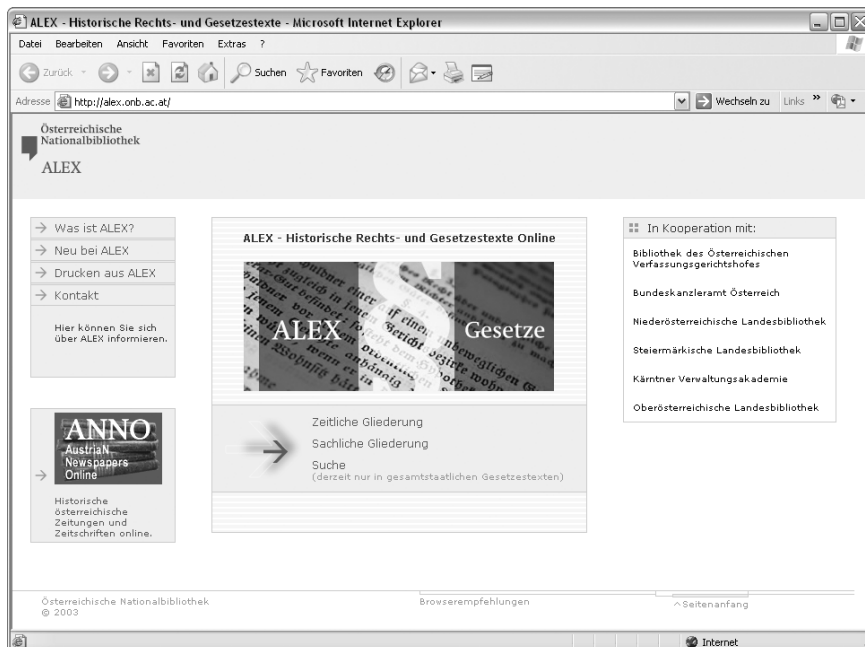 ALEX - Historische Rechts- und Gesetzestexte - Microsoft Internet Explorer
Datei Bearbeiten Ansicht Favoriten Extras ?
Zurück Suchen Favoriten
Adresse http://alex.onb.ac.at/ Wechseln zu Links »
Österreichische
Nationalbibliothek
ALEX
Was ist ALEX?
Neu bei ALEX
Drucken aus ALEX
Kontakt
Hier können Sie sich
über ALEX informieren.
ANNO
AustriaN
Newspapers
Online
Historische
österreichische
Zeitungen und
Zeitschriften online.
ALEX - Historische Rechts- und Gesetzestexte Online
ALEX § Gesetze
Zeitliche Gliederung
Sachliche Gliederung
Suche
(derzeit nur in gesamtstaatlichen Gesetzestexten)
In Kooperation mit:
Bibliothek des Österreichischen
Verfassungsgerichtshofes
Bundeskanzleramt Österreich
Niederösterreichische Landesbibliothek
Steiermärkische Landesbibliothek
Kärntner Verwaltungsakademie
Oberösterreichische Landesbibliothek
Österreichische Nationalbibliothek
© 2003
Browserempfehlungen
^Seitenanfang
Internet